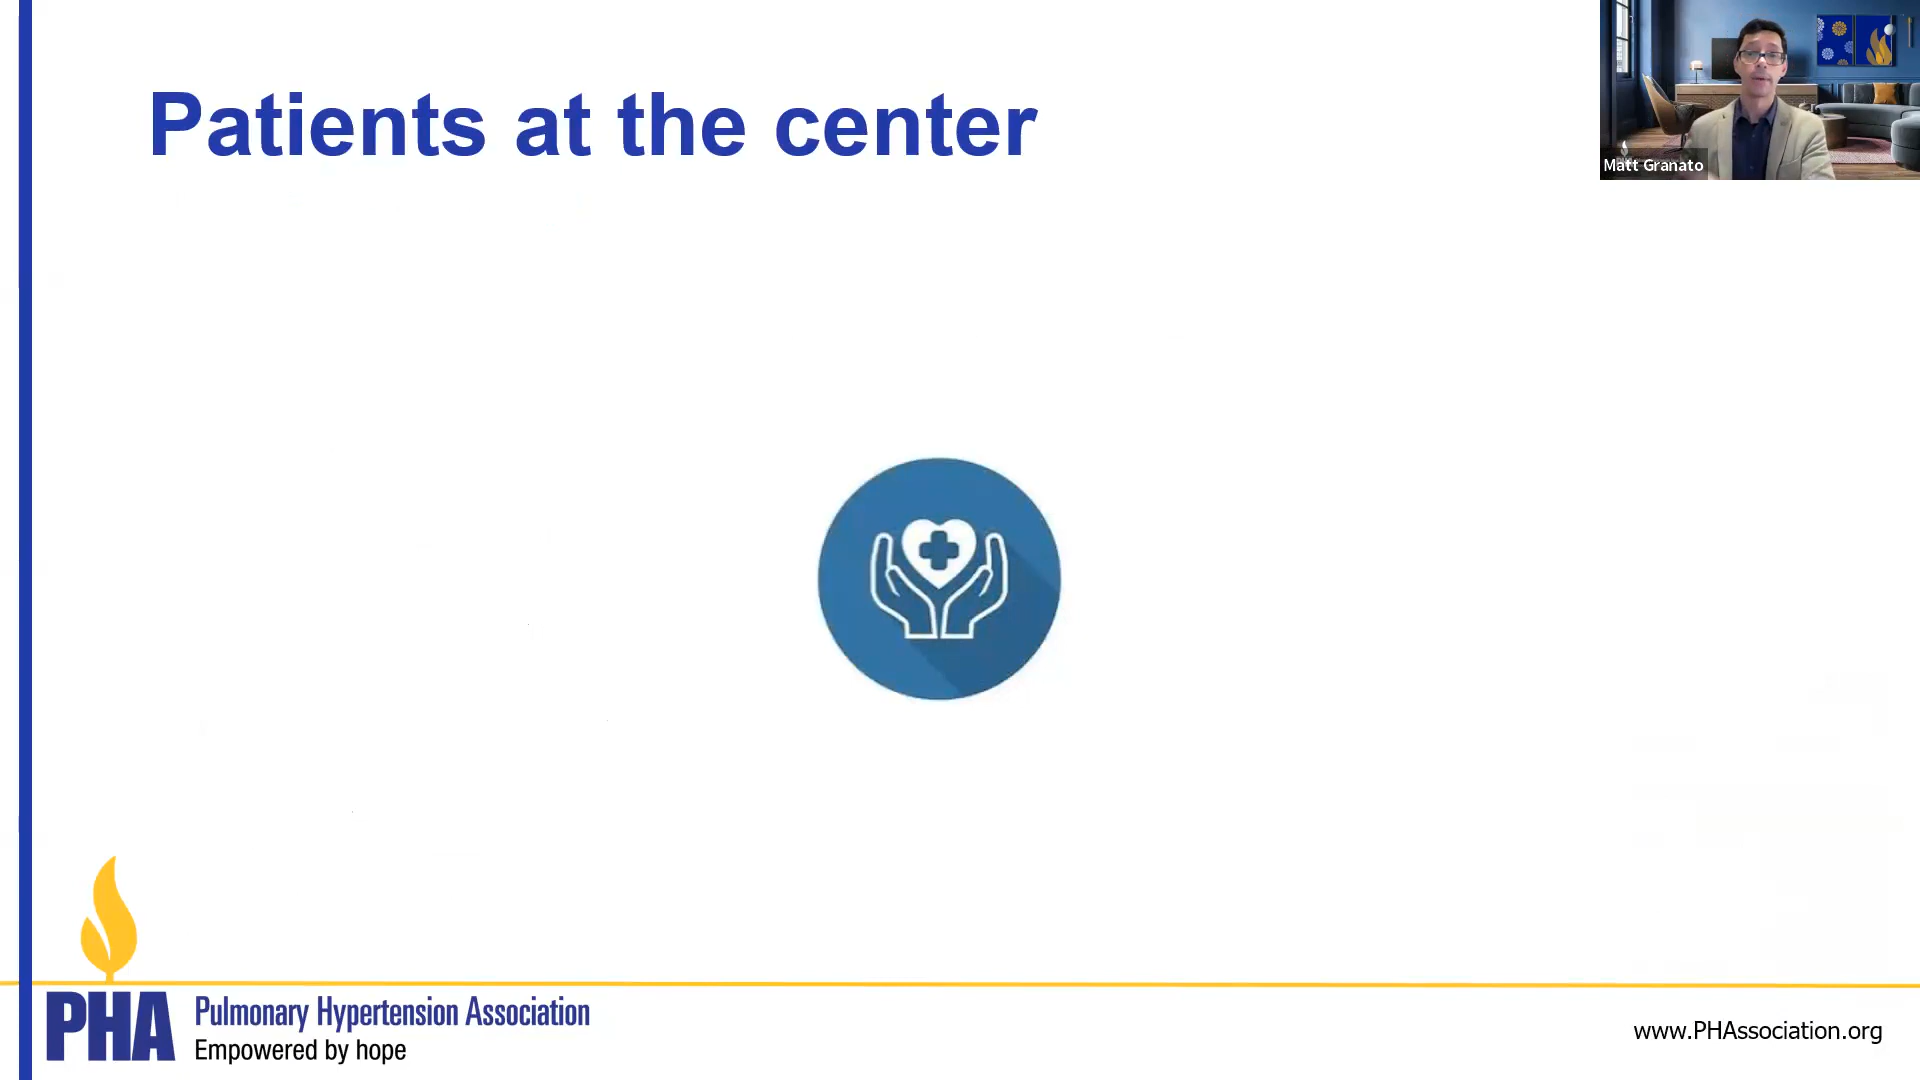 Patients at the center
Matt Granato
PHA
Pulmonary Hypertension Association
Empowered by hope
www.PHAssociation.org